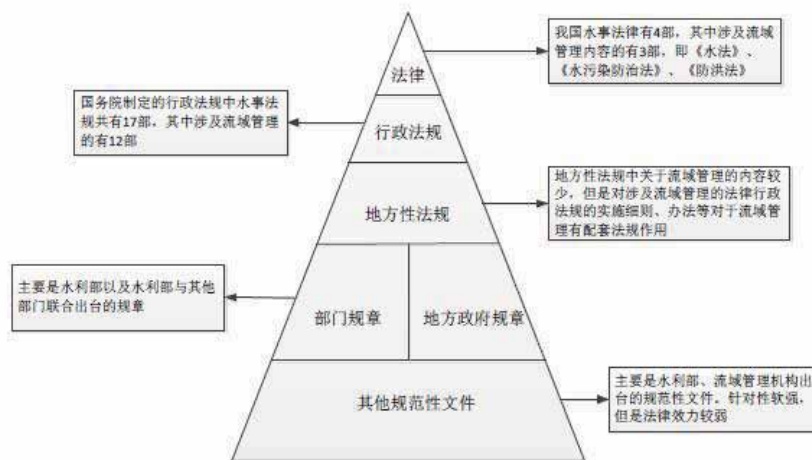 我国水事法律有4部，其中涉及流域
管理内容的有3部，即《水法》、
《水污染防治法》、《防洪法》
法律
国务院制定的行政法规中水事法
规共有17部，其中涉及流域管理
的有12部
行政法规
地方性法规中关于流域管理的内容较
少，但是对涉及流域管理的法律行政
法规的实施细则、办法等对于流域管
理有配套法规作用
地方性法规
主要是水利部以及水利部与其他
部门联合出台的规章
部门规章
地方政府规章
主要是水利部、流域管理机构出
台的规范性文件。针对性软强，
但是法律效力较弱
其他规范性文件